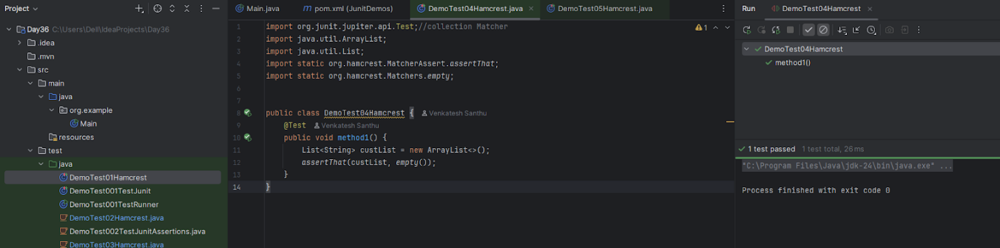 Project
Day36 C:\Users\Dell\IdeaProjects\Day36
.idea
.mvn
src
main
java
org.example
Main
resources
test
java
DemoTest01Hamcrest
DemoTest001TestJunit
DemoTest001TestRunner
DemoTest02Hamcrest.java
DemoTest002TestJunitAssertions.java
DemoTest03Hamcrest.java
Main.java pom.xml (JunitDemos) DemoTest04Hamcrest.java DemoTest05Hamcrest.java
1 import org.junit.jupiter.api.Test;//collection Matcher
2 import java.util.ArrayList;
3 import java.util.List;
4 import static org.hamcrest.MatcherAssert.assertThat;
5 import static org.hamcrest.Matchers.empty;
6
7
8 public class DemoTest04Hamcrest { Venkatesh Santhu
9 @Test Venkatesh Santhu
10 public void method1() {
11 List<String> custList = new ArrayList<>();
12 assertThat(custList, empty());
13 }
14 }
1
Run DemoTest04Hamcrest
DemoTest04Hamcrest
method1()
1 test passed 1 test total, 26 ms
"C:\Program Files\Java\jdk-24\bin\java.exe" ...
Process finished with exit code 0